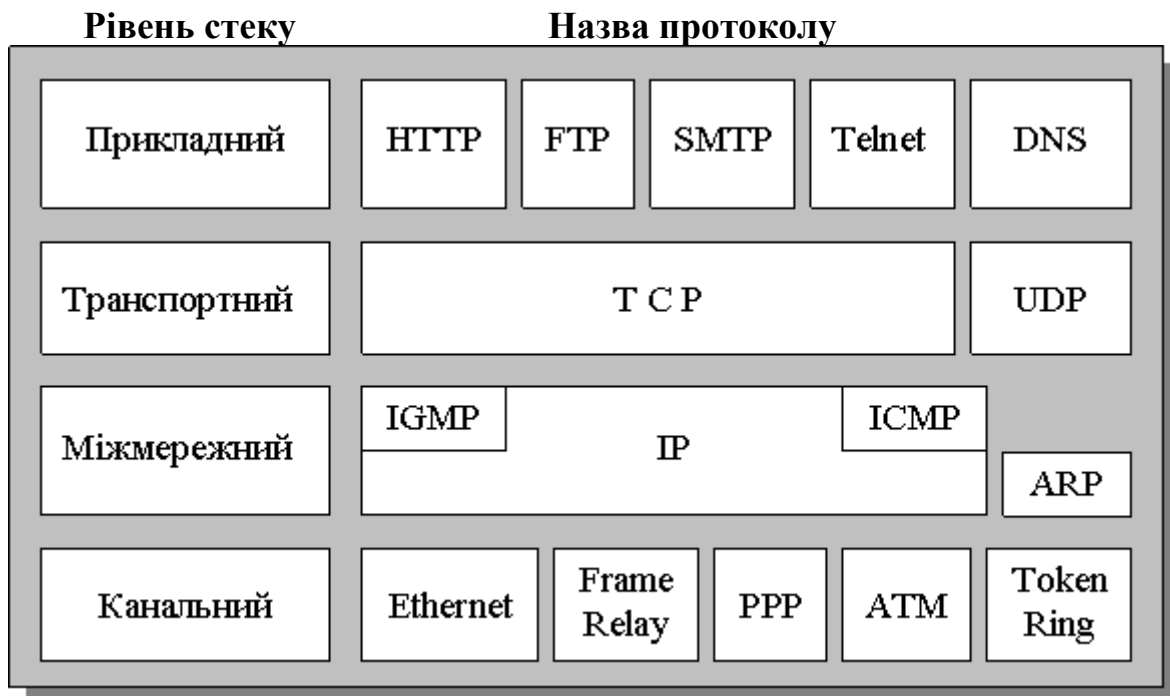 Рівень стеку Назва протоколу
Прикладний HTTP FTP SMTP Telnet DNS
Транспортний T C P UDP
Міжмережний IGMP IP ICMP
ARP
Канальний Ethernet Frame Relay PPP ATM Token Ring